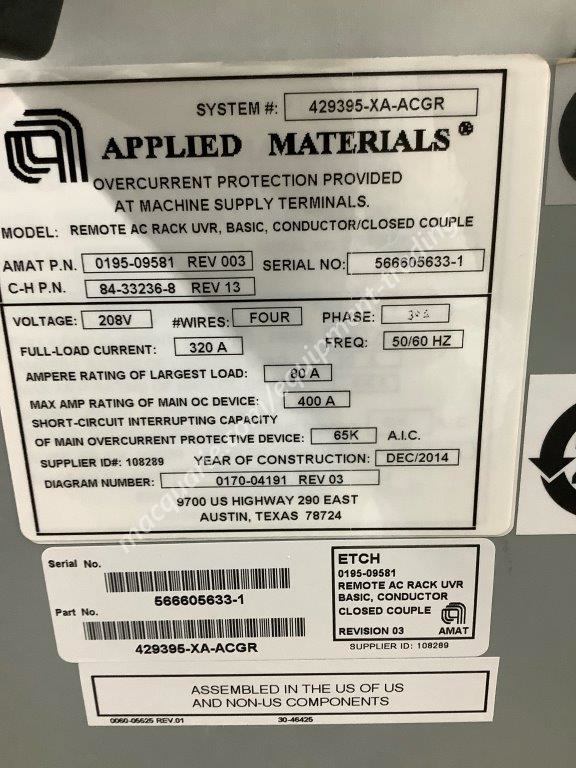 SYSTEM #: 429395-XA-ACGR
APPLIED MATERIALS®
OVERCURRENT PROTECTION PROVIDED
AT MACHINE SUPPLY TERMINALS.
MODEL: REMOTE AC RACK UVR, BASIC, CONDUCTOR/CLOSED COUPLE
AMAT P.N. 0195-09581 REV 003 SERIAL NO: 566605633-1
C-H P.N. 84-33236-8 REV 13
VOLTAGE: 208V #WIRES: FOUR PHASE:
FULL-LOAD CURRENT: 320 A FREQ: 50/60 HZ
AMPERE RATING OF LARGEST LOAD: 80 A
MAX AMP RATING OF MAIN OC DEVICE: 400 A
SHORT-CIRCUIT INTERRUPTING CAPACITY
OF MAIN OVERCURRENT PROTECTIVE DEVICE: 65K A.I.C.
SUPPLIER ID#: 108289 YEAR OF CONSTRUCTION: DEC/2014
DIAGRAM NUMBER: 0170-04191 REV 03
9700 US HIGHWAY 290 EAST
AUSTIN, TEXAS 78724
Serial No.
566605633-1
Part No.
429395-XA-ACGR
ETCH
0195-09581
REMOTE AC RACK UVR
BASIC, CONDUCTOR
CLOSED COUPLE
REVISION 03 AMAT
SUPPLIER ID: 108289
ASSEMBLED IN THE US OF US
AND NON-US COMPONENTS
0060-05625 REV.01 30-46425